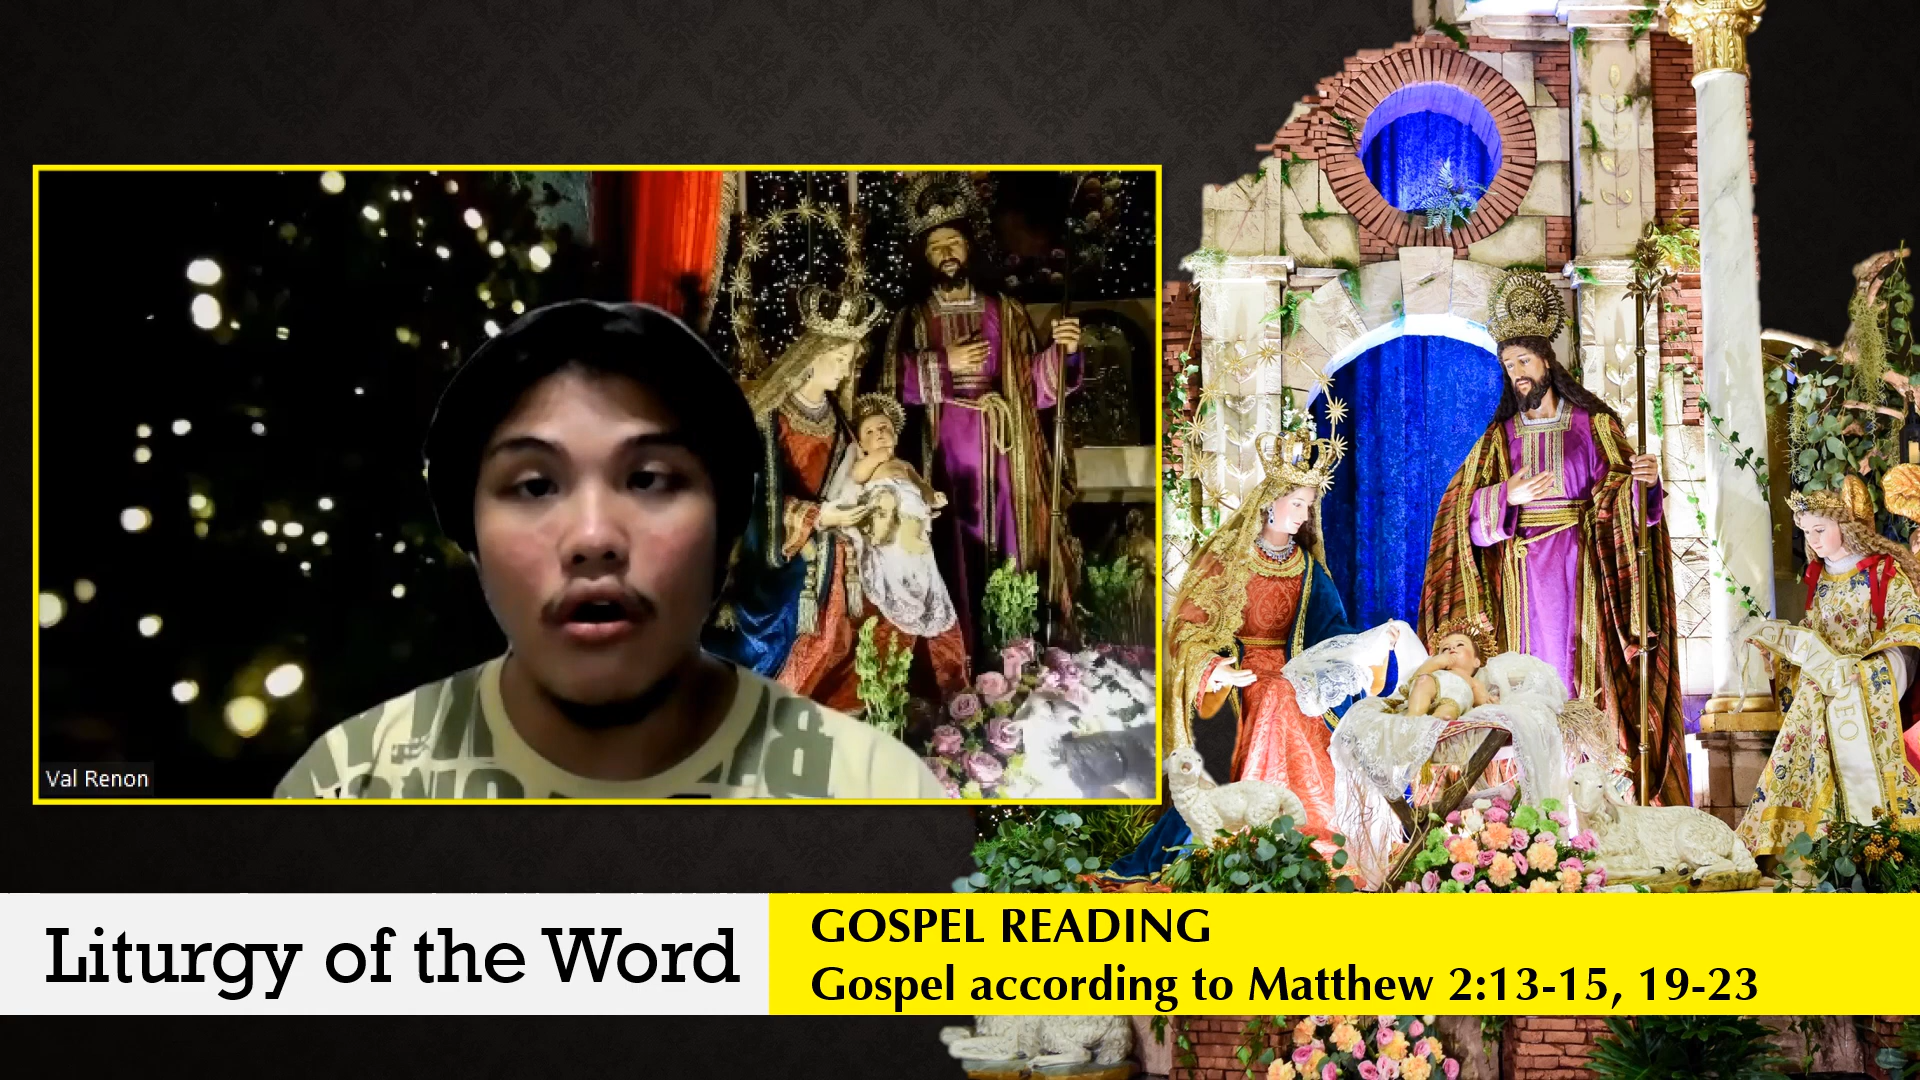 Val Renon
Liturgy of the Word
GOSPEL READING
Gospel according to Matthew 2:13-15, 19-23